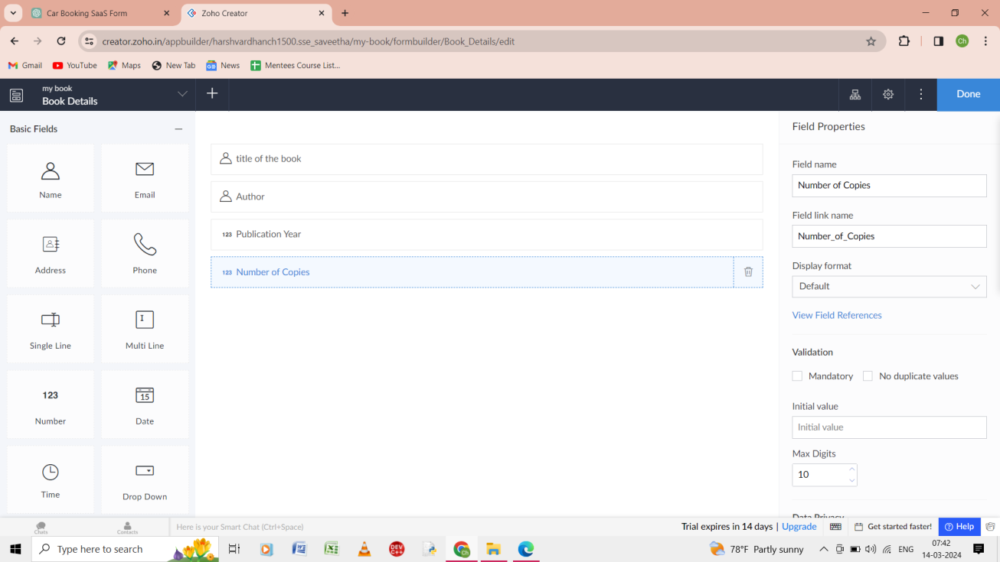 Car Booking SaaS Form
Zoho Creator
creator.zoho.in/appbuilder/harshvardhanch1500.sse_saveetha/my-book/formbuilder/Book_Details/edit
Ch
Gmail
YouTube
Maps
New Tab
News
Mentees Course List...
my book
Book Details
Done
Basic Fields
Name
Email
Address
Phone
Single Line
Multi Line
123
Number
15
Date
Time
Drop Down
title of the book
Author
123 Publication Year
123 Number of Copies
Field Properties
Field name
Number of Copies
Field link name
Number_of_Copies
Display format
Default
View Field References
Validation
Mandatory
No duplicate values
Initial value
Initial value
Max Digits
10
Data Privacy
Chats
Contacts
Here is your Smart Chat (Ctrl+Space)
Trial expires in 14 days | Upgrade
Get started faster!
Help
Type here to search
DEV C++
78°F Partly sunny
ENG
07:42
14-03-2024